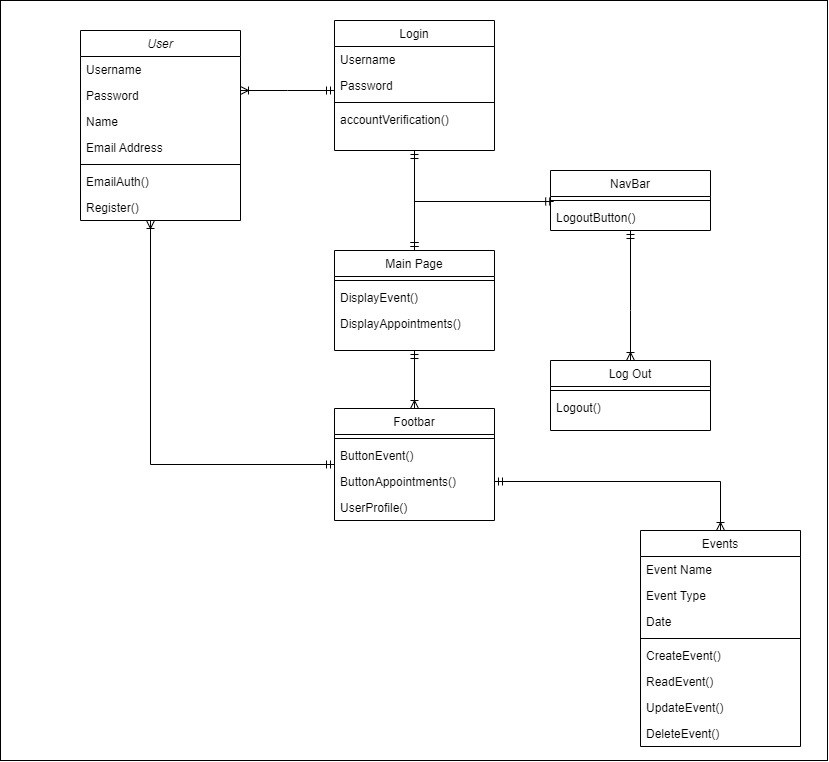 User
Username
Password
Name
Email Address
EmailAuth()
Register()
Login
Username
Password
accountVerification()
NavBar
LogoutButton()
Main Page
DisplayEvent()
DisplayAppointments()
Log Out
Logout()
Footbar
ButtonEvent()
ButtonAppointments()
UserProfile()
Events
Event Name
Event Type
Date
CreateEvent()
ReadEvent()
UpdateEvent()
DeleteEvent()